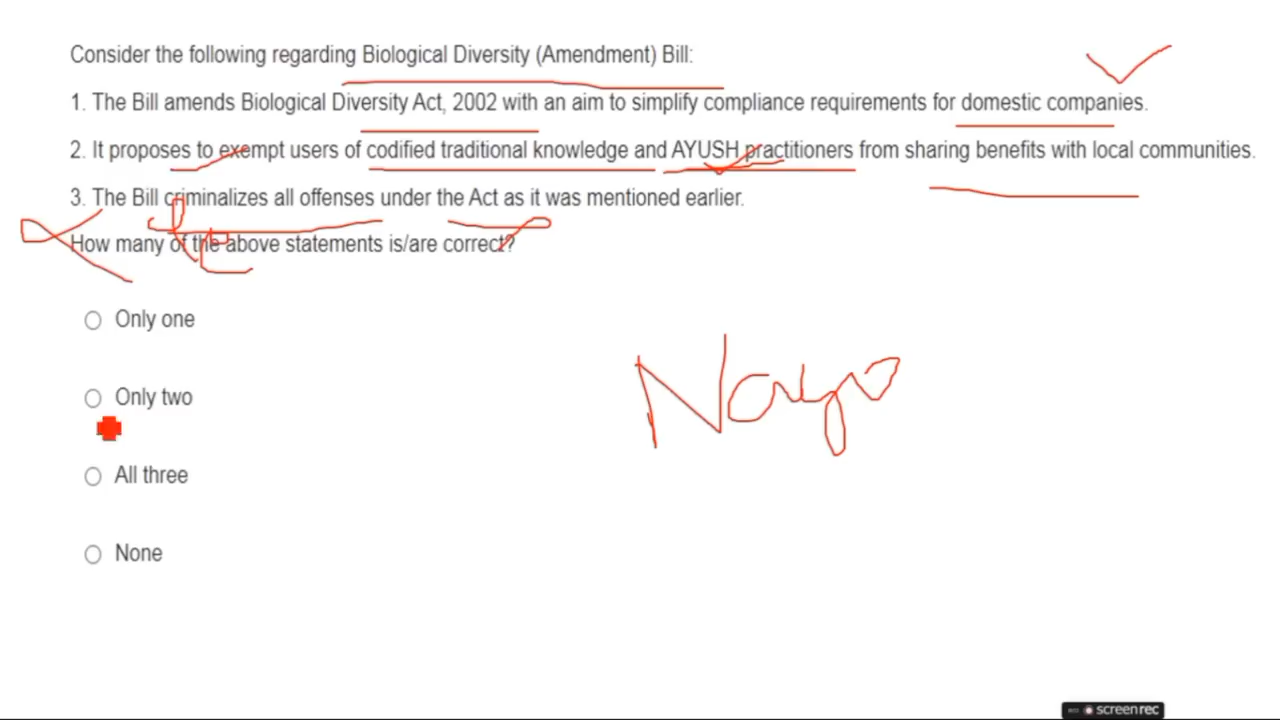 Consider the following regarding Biological Diversity (Amendment) Bill:
1. The Bill amends Biological Diversity Act, 2002 with an aim to simplify compliance requirements for domestic companies.
2. It proposes to exempt users of codified traditional knowledge and AYUSH practitioners from sharing benefits with local communities.
3. The Bill criminalizes all offenses under the Act as it was mentioned earlier.
How many of the above statements is/are correct?
Only one
Only two
All three
None
screenrec